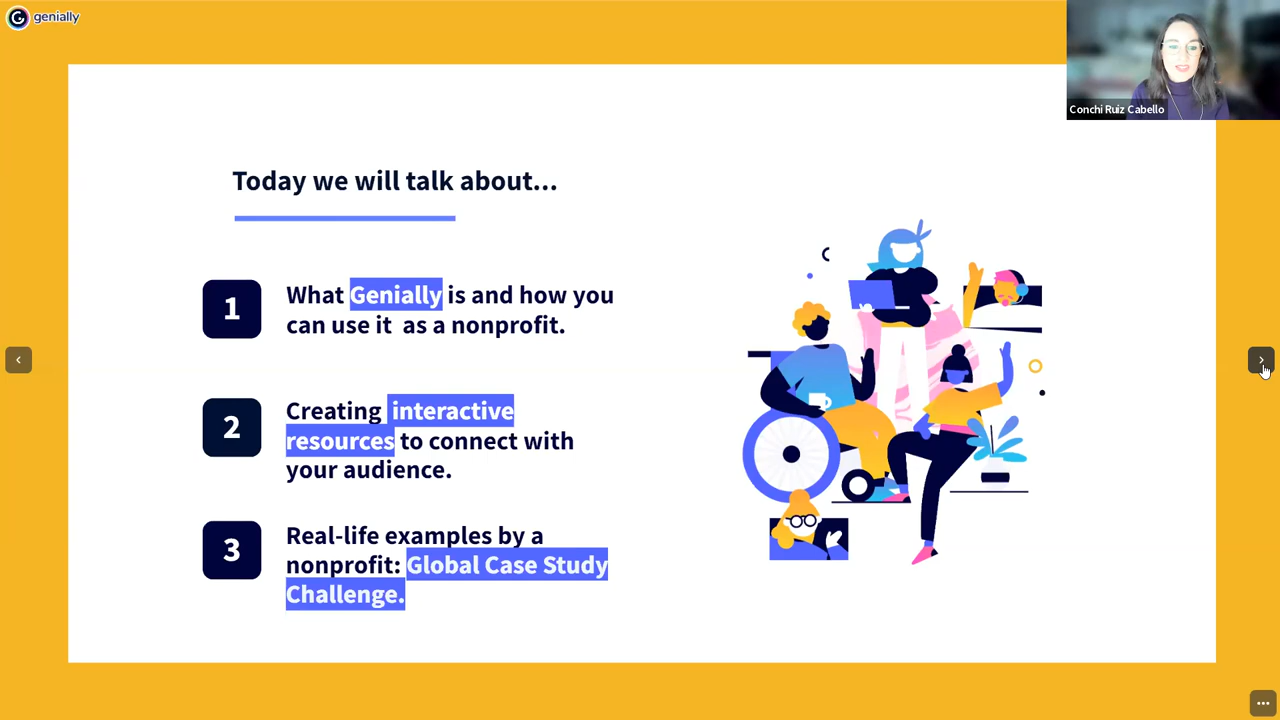 genially
Conchi Ruiz Cabello
Today we will talk about...
1
What Genially is and how you
can use it as a nonprofit.
2
Creating interactive
resources to connect with
your audience.
3
Real-life examples by a
nonprofit: Global Case Study
Challenge.